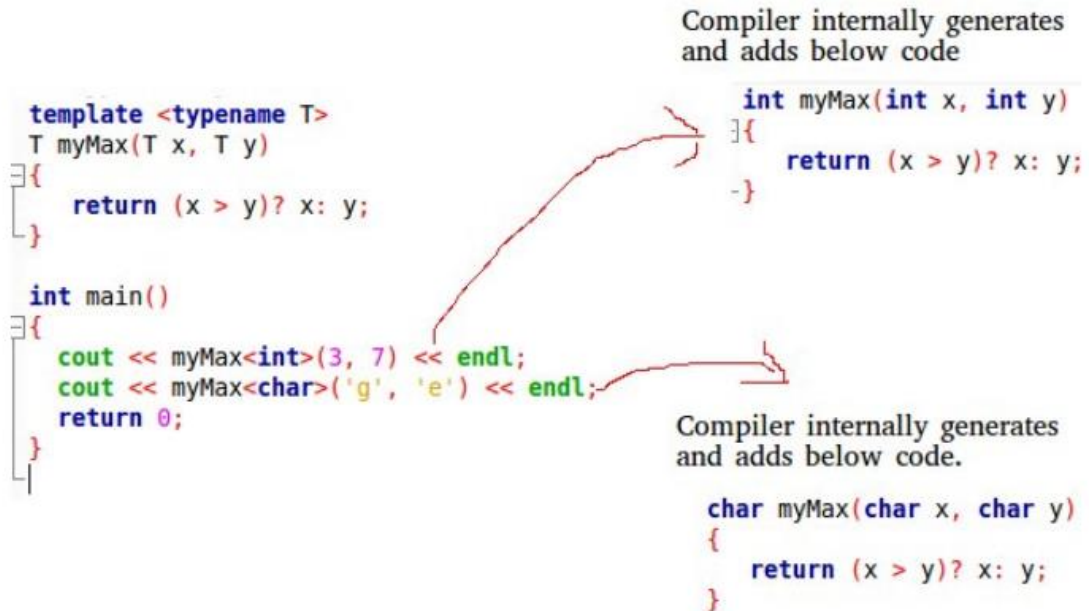 template <typename T>
T myMax(T x, T y)
{
return (x > y)? x: y;
}
int main()
{
cout << myMax<int>(3, 7) << endl;
cout << myMax<char>('g', 'e') << endl;
return 0;
}
Compiler internally generates
and adds below code
int myMax(int x, int y)
{
return (x > y)? x: y;
}
Compiler internally generates
and adds below code.
char myMax(char x, char y)
{
return (x > y)? x: y;
}